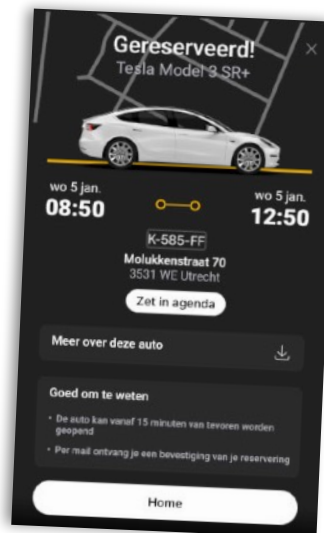 Gereserveerd!
Tesla Model 3 SR+
wo 5 jan.
08:50
wo 5 jan.
12:50
K-585-FF
Molukkenstraat 70
3531 WE Utrecht
Zet in agenda
Meer over deze auto
Goed om te weten
• De auto kan vanaf 15 minuten van tevoren worden
geopend
• Per mail ontvang je een bevestiging van je reservering
Home